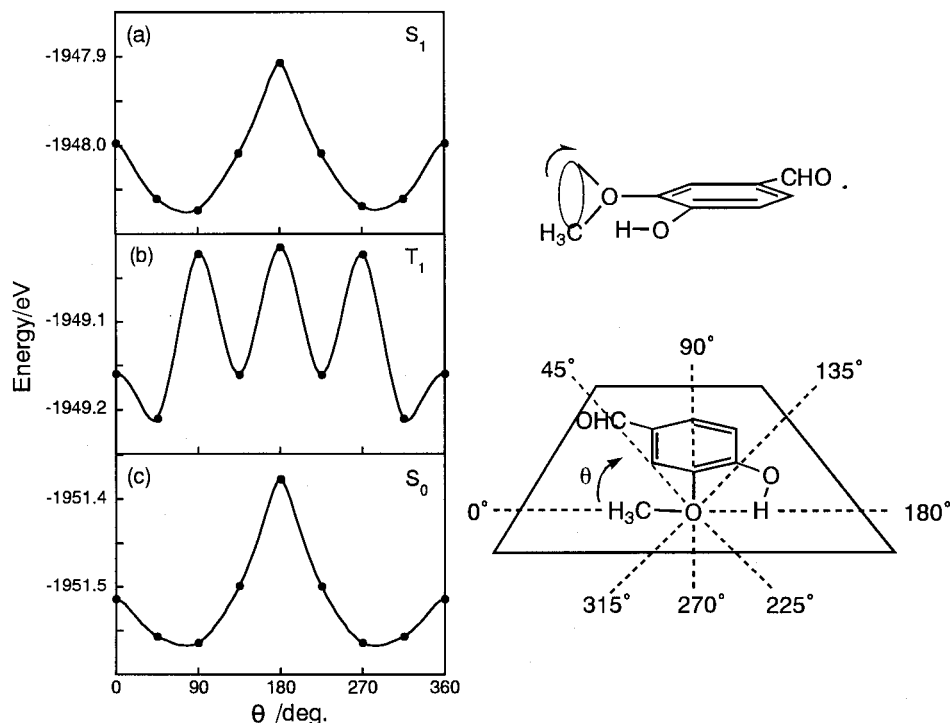 (a) S₁
-1947.9
-1948.0
(b) T₁
-1949.1
-1949.2
(c) S₀
-1951.4
-1951.5
Energy/eV
0 90 180 270 360
θ /deg.
CHO .
O
H₃C H-O
90°
45° 135°
OHC
θ O
0° H₃C O H 180°
315° 270° 225°